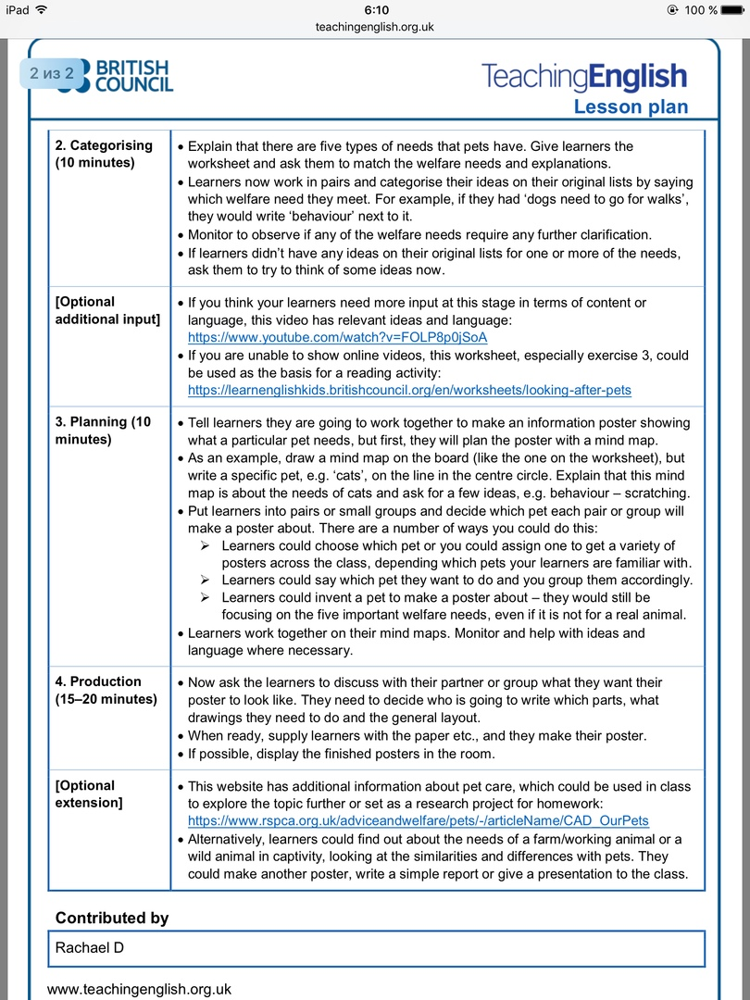 iPad 6:10 100 %
teachingenglish.org.uk
2 из 2
BRITISH
COUNCIL
TeachingEnglish
Lesson plan
2. Categorising
(10 minutes)
• Explain that there are five types of needs that pets have. Give learners the
worksheet and ask them to match the welfare needs and explanations.
• Learners now work in pairs and categorise their ideas on their original lists by saying
which welfare need they meet. For example, if they had ‘dogs need to go for walks’,
they would write ‘behaviour’ next to it.
• Monitor to observe if any of the welfare needs require any further clarification.
• If learners didn’t have any ideas on their original lists for one or more of the needs,
ask them to try to think of some ideas now.
[Optional
additional input]
• If you think your learners need more input at this stage in terms of content or
language, this video has relevant ideas and language:
https://www.youtube.com/watch?v=FOLP8p0jSoA
• If you are unable to show online videos, this worksheet, especially exercise 3, could
be used as the basis for a reading activity:
https://learnenglishkids.britishcouncil.org/en/worksheets/looking-after-pets
3. Planning (10
minutes)
• Tell learners they are going to work together to make an information poster showing
what a particular pet needs, but first, they will plan the poster with a mind map.
• As an example, draw a mind map on the board (like the one on the worksheet), but
write a specific pet, e.g. ‘cats’, on the line in the centre circle. Explain that this mind
map is about the needs of cats and ask for a few ideas, e.g. behaviour – scratching.
• Put learners into pairs or small groups and decide which pet each pair or group will
make a poster about. There are a number of ways you could do this:
➢ Learners could choose which pet or you could assign one to get a variety of
posters across the class, depending which pets your learners are familiar with.
➢ Learners could say which pet they want to do and you group them accordingly.
➢ Learners could invent a pet to make a poster about – they would still be
focusing on the five important welfare needs, even if it is not for a real animal.
• Learners work together on their mind maps. Monitor and help with ideas and
language where necessary.
4. Production
(15–20 minutes)
• Now ask the learners to discuss with their partner or group what they want their
poster to look like. They need to decide who is going to write which parts, what
drawings they need to do and the general layout.
• When ready, supply learners with the paper etc., and they make their poster.
• If possible, display the finished posters in the room.
[Optional
extension]
• This website has additional information about pet care, which could be used in class
to explore the topic further or set as a research project for homework:
https://www.rspca.org.uk/adviceandwelfare/pets/-/articleName/CAD_OurPets
• Alternatively, learners could find out about the needs of a farm/working animal or a
wild animal in captivity, looking at the similarities and differences with pets. They
could make another poster, write a simple report or give a presentation to the class.
Contributed by
Rachael D
www.teachingenglish.org.uk